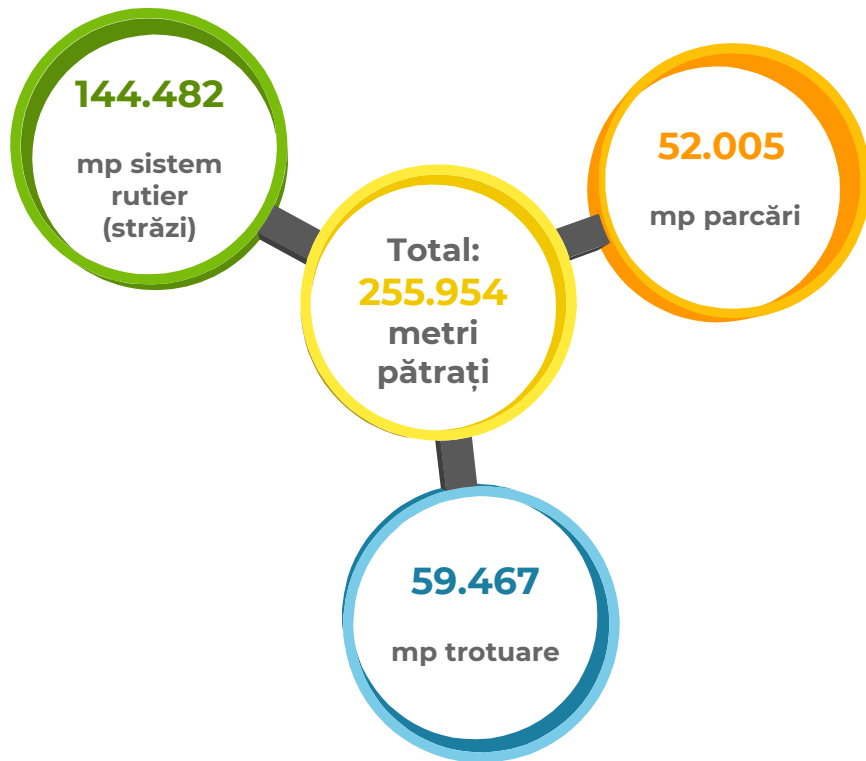 144.482
mp sistem
rutier
(străzi)
52.005
mp parcări
Total:
255.954
metri
pătrați
59.467
mp trotuare